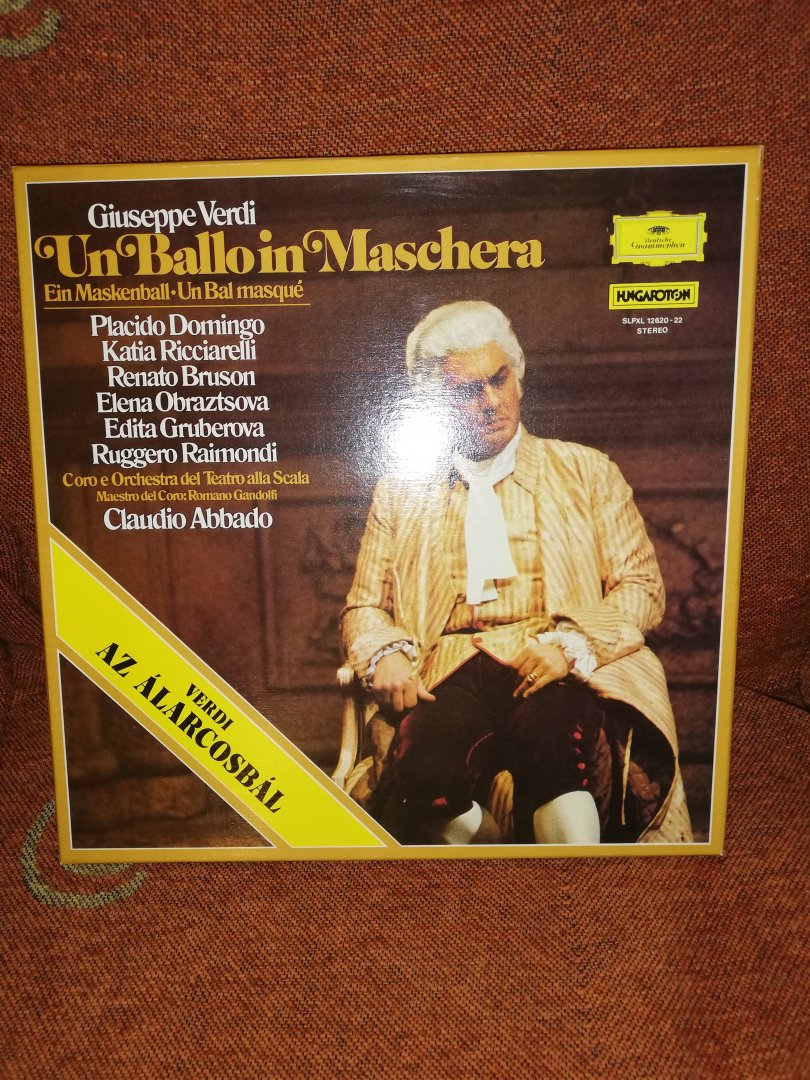 Giuseppe Verdi
Un Ballo in Maschera
Ein Maskenball • Un Bal masqué
Placido Domingo
Katia Ricciarelli
Renato Bruson
Elena Obraztsova
Edita Gruberova
Ruggero Raimondi
Coro e Orchestra del Teatro alla Scala
Maestro del Coro: Romano Gandolfi
Claudio Abbado
Deutsche
Grammophon
HUNGAROTON
SLPXL 12620-22
STEREO
VERDI
AZ ÁLARCOSBÁL